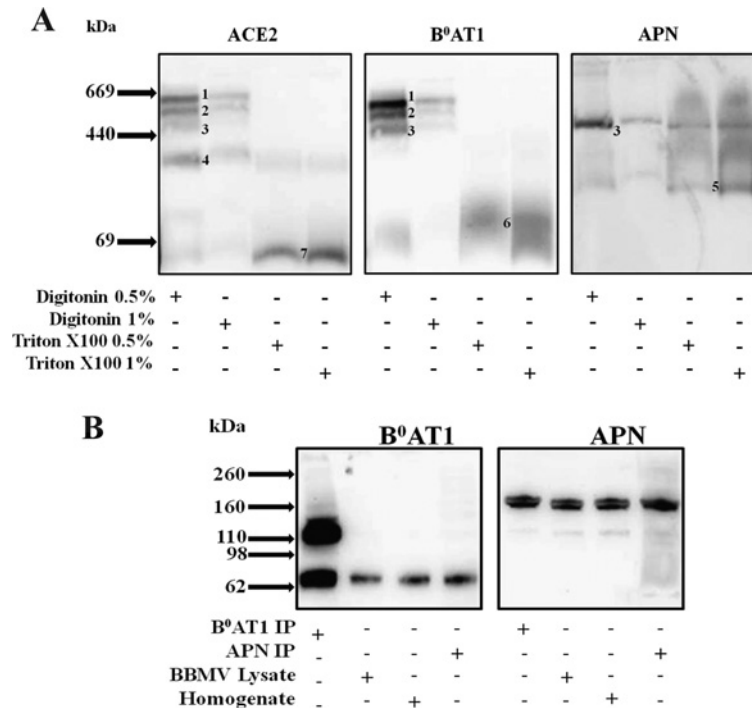 A
kDa
ACE2
B⁰AT1
APN
669
440
69
1
2
3
4
7
1
2
3
6
3
5
Digitonin 0.5% + - - - + - - - + - - -
Digitonin 1% - + - - - + - - - + - -
Triton X100 0.5% - - + - - - + - - - + -
Triton X100 1% - - - + - - - + - - - +
B
kDa
B⁰AT1
APN
260
160
110
98
62
B⁰AT1 IP + - - - + - - -
APN IP - - - + - - - +
BBMV Lysate - + - - - + - -
Homogenate - - + - - - + -